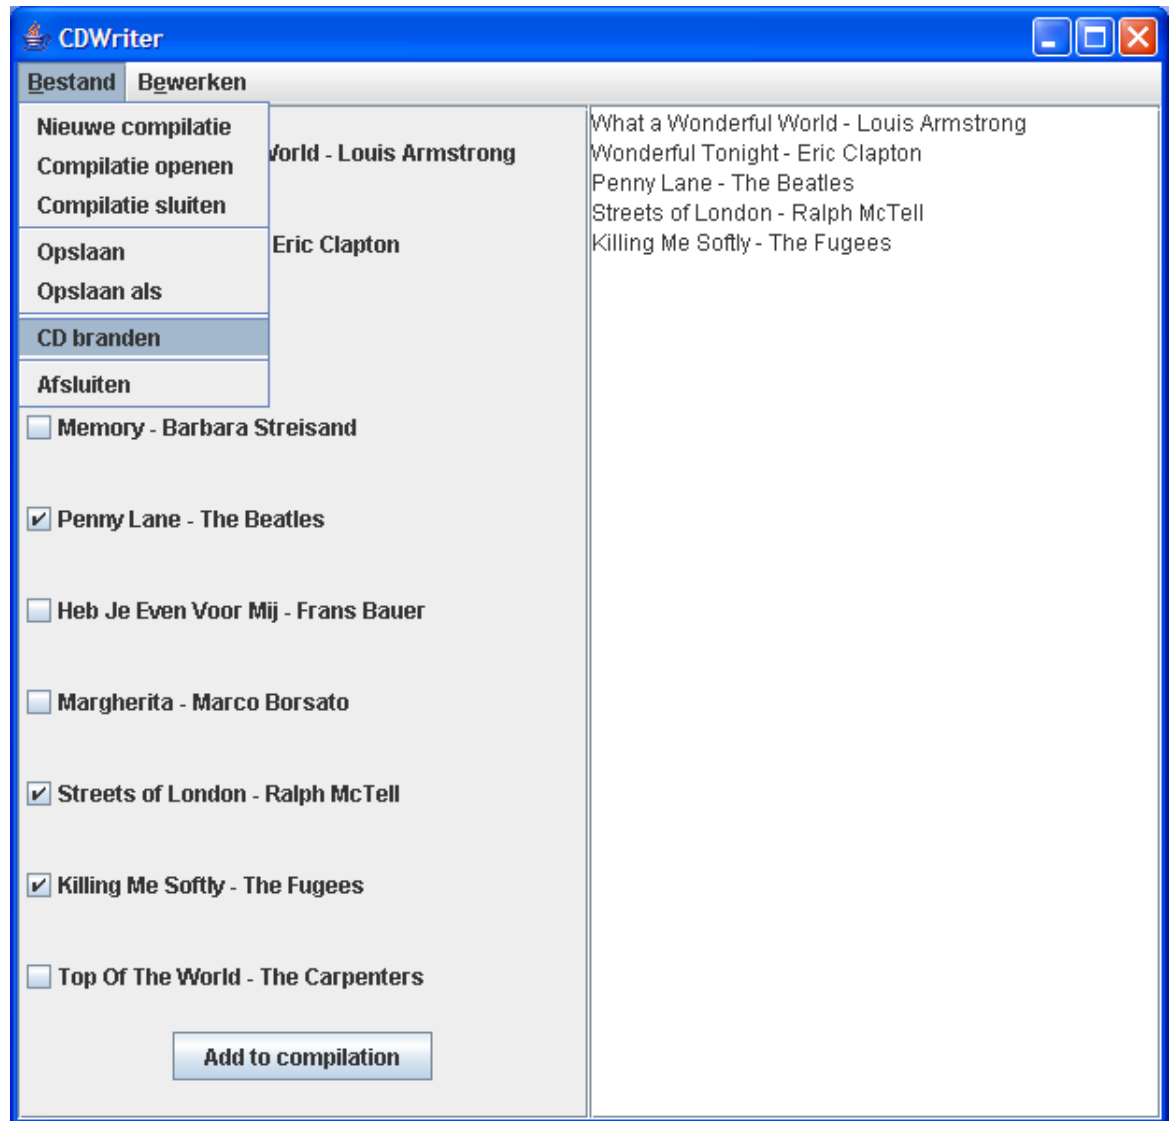 CDWriter
Bestand Bewerken
Nieuwe compilatie
Compilatie openen
Compilatie sluiten
Opslaan
Opslaan als
CD branden
Afsluiten
World - Louis Armstrong
Eric Clapton
Memory - Barbara Streisand
Penny Lane - The Beatles
Heb Je Even Voor Mij - Frans Bauer
Margherita - Marco Borsato
Streets of London - Ralph McTell
Killing Me Softly - The Fugees
Top Of The World - The Carpenters
Add to compilation
What a Wonderful World - Louis Armstrong
Wonderful Tonight - Eric Clapton
Penny Lane - The Beatles
Streets of London - Ralph McTell
Killing Me Softly - The Fugees